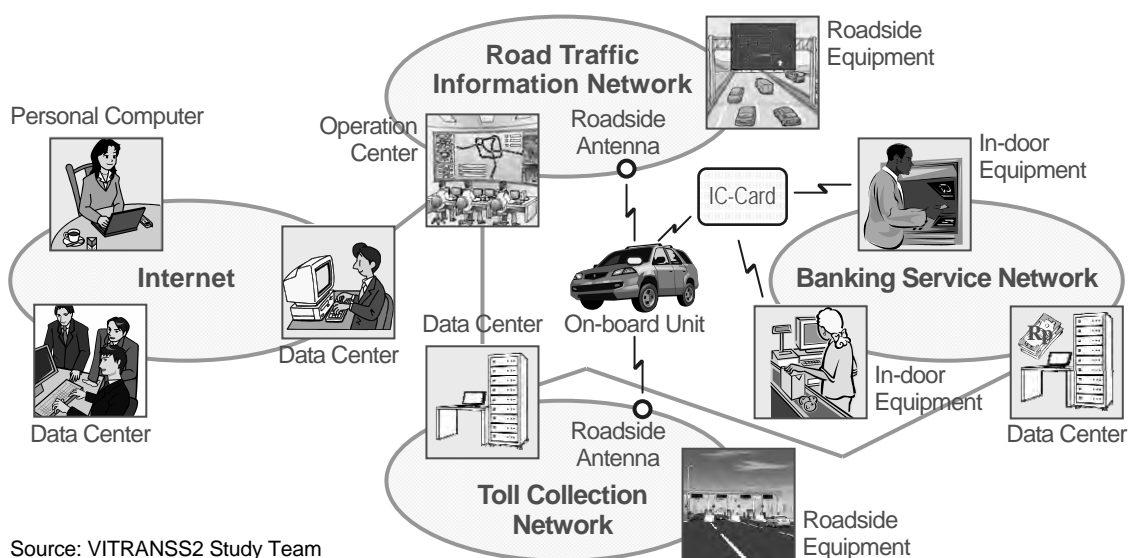 Road Traffic
Information Network
Roadside
Equipment
Personal Computer
Operation
Center
Roadside
Antenna
IC-Card
In-door
Equipment
Internet
Banking Service Network
Data Center
On-board Unit
Data Center
Rp
In-door
Equipment
Data Center
Data Center
Roadside
Antenna
Toll Collection
Network
Roadside
Equipment
Source: VITRANSS2 Study Team